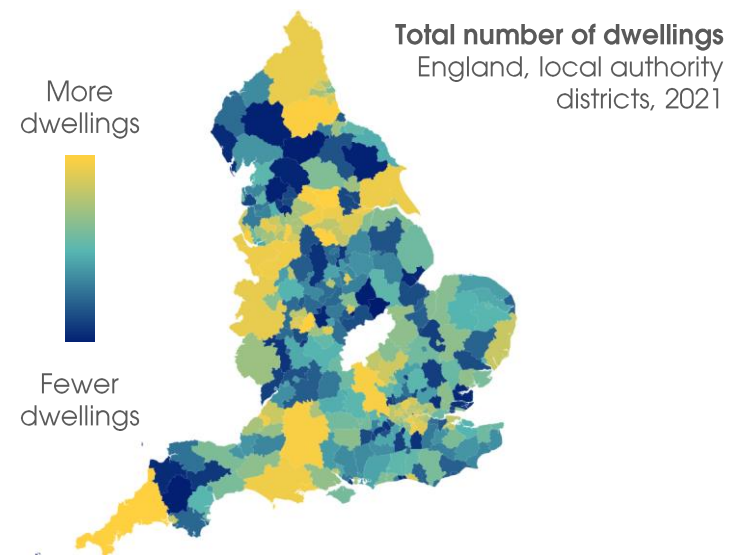 Total number of dwellings
England, local authority
districts, 2021
More
dwellings
Fewer
dwellings